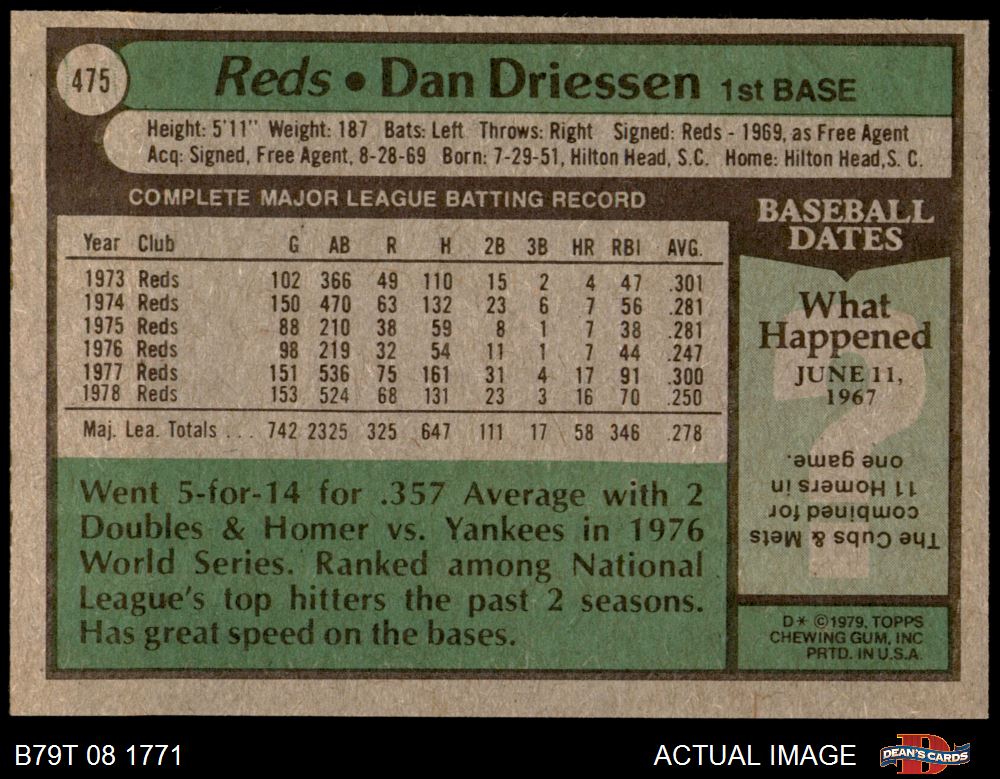 475
Reds • Dan Driessen 1st BASE
Height: 5'11" Weight: 187 Bats: Left Throws: Right Signed: Reds - 1969, as Free Agent
Acq: Signed, Free Agent, 8-28-69 Born: 7-29-51, Hilton Head, S.C. Home: Hilton Head, S. C.
COMPLETE MAJOR LEAGUE BATTING RECORD
Year Club G AB R H 2B 3B HR RBI AVG.
1973 Reds 102 366 49 110 15 2 4 47 .301
1974 Reds 150 470 63 132 23 6 7 56 .281
1975 Reds 88 210 38 59 8 1 7 38 .281
1976 Reds 98 219 32 54 11 1 7 44 .247
1977 Reds 151 536 75 161 31 4 17 91 .300
1978 Reds 153 524 68 131 23 3 16 70 .250
Maj. Lea. Totals . . . 742 2325 325 647 111 17 58 346 .278
Went 5-for-14 for .357 Average with 2
Doubles & Homer vs. Yankees in 1976
World Series. Ranked among National
League's top hitters the past 2 seasons.
Has great speed on the bases.
BASEBALL
DATES
What
Happened
JUNE 11,
1967
The Cubs & Mets
combined for
11 Homers in
one game.
D* ©1979, TOPPS
CHEWING GUM, INC
PRTD. IN U.S.A.
B79T 08 1771
ACTUAL IMAGE
DEAN'S CARDS